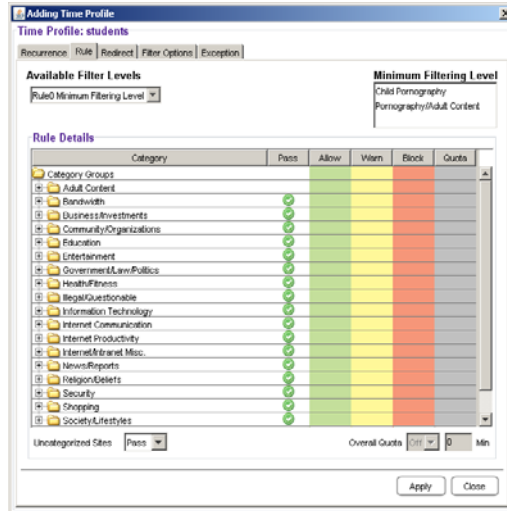 Adding Time Profile
Time Profile: students
Recurrence Rule Redirect Filter Options Exception
Available Filter Levels
Minimum Filtering Level
Rule0 Minimum Filtering Level
Child Pornography
Pornography/Adult Content
Rule Details
Category Pass Allow Warn Block Quota
Category Groups
Adult Content
Bandwidth
Business/Investments
Community/Organizations
Education
Entertainment
Government/Law/Politics
Health/Fitness
Illegal/Questionable
Information Technology
Internet Communication
Internet Productivity
Internet/Intranet Misc.
News/Reports
Religion/Beliefs
Security
Shopping
Society/Lifestyles
Uncategorized Sites Pass Overall Quota Off 0 Min
Apply Close